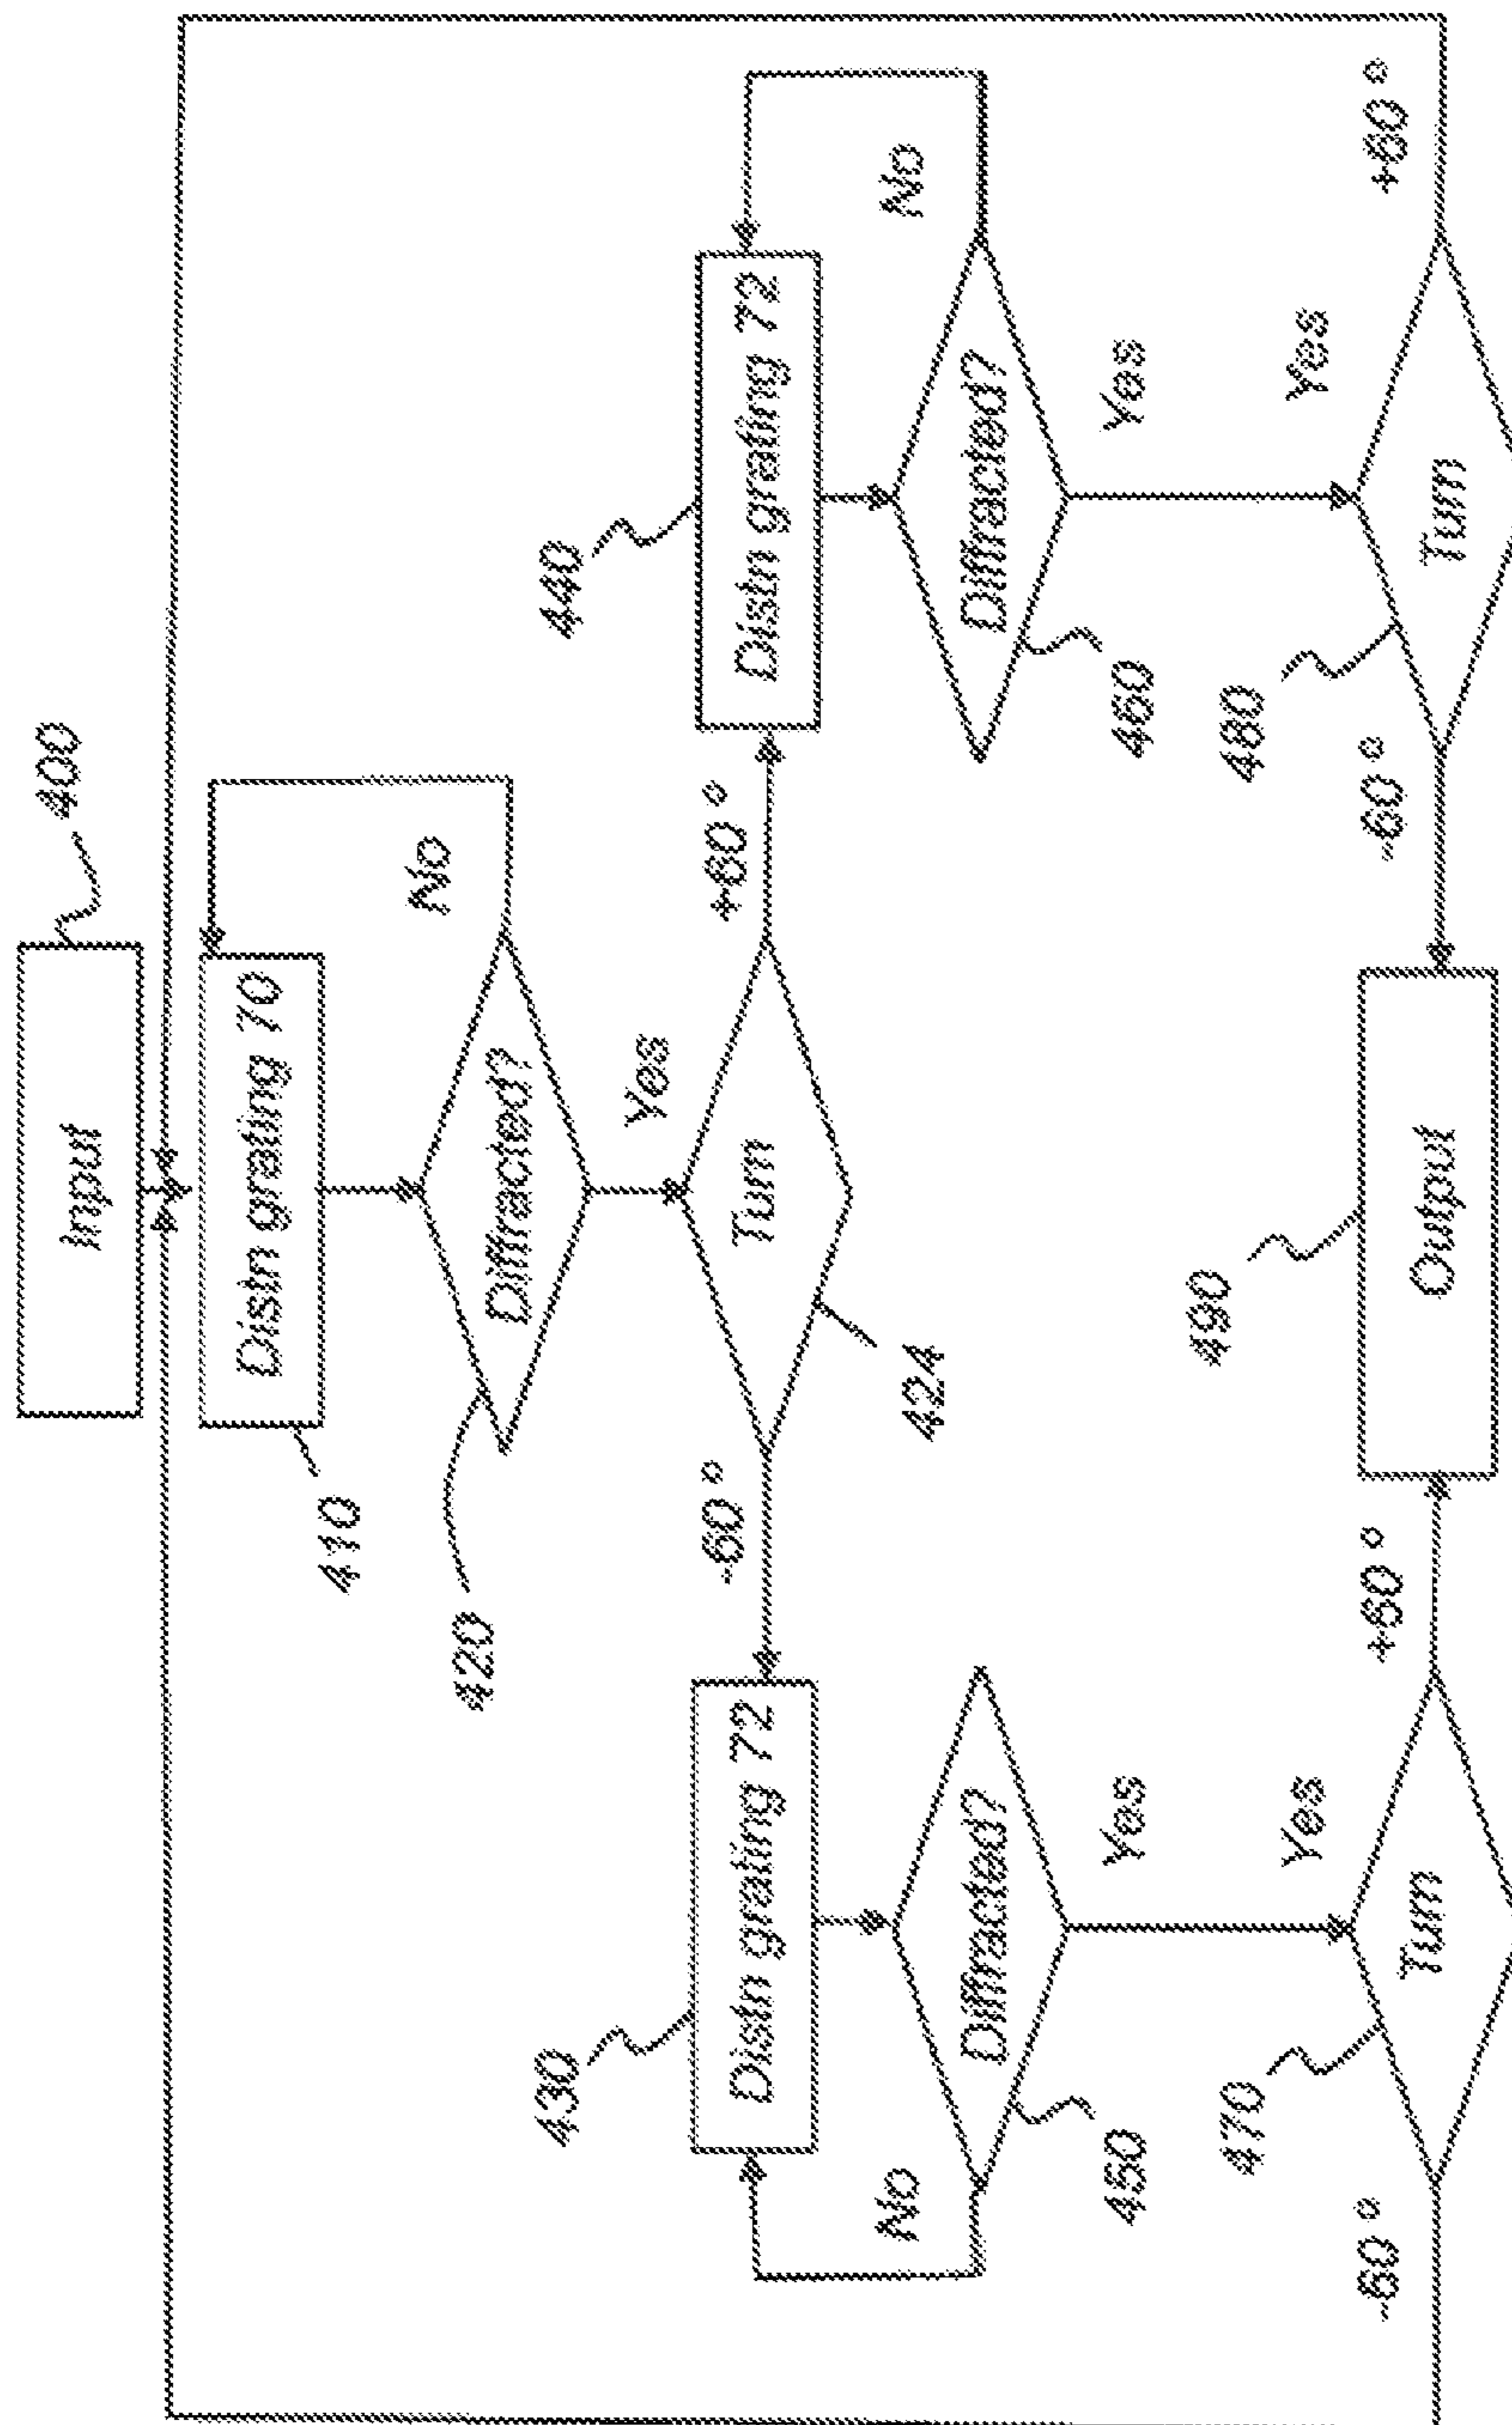 Input
400
Distn grating 70
410
Diffracted?
420
No
Yes
Turn
424
-60°
+60°
Distn grating 72
430
Distn grating 72
440
Diffracted?
450
No
Yes
Diffracted?
460
No
Yes
Yes
Turn
470
-60°
+60°
Output
490
Yes
Turn
480
-60°
+60°